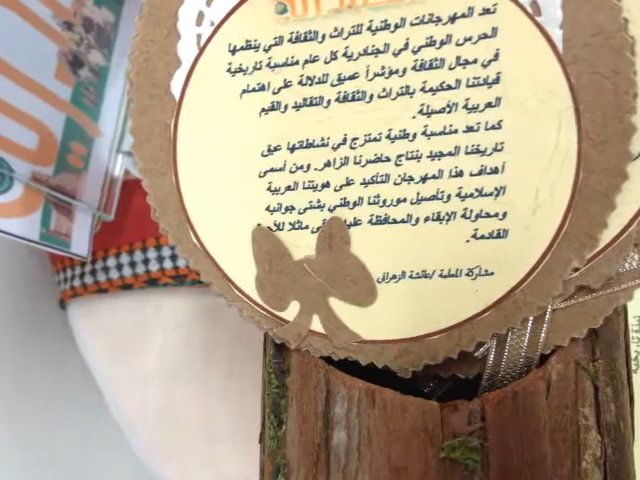 تعد المهرجانات الوطنية للتراث والثقافة التي ينظمها
الحرس الوطني في الجنادرية كل عام مناسبة تاريخية
في مجال الثقافة ومؤشراً عميق للدلالة على اهتمام
قيادتنا الحكيمة بالتراث والثقافة والتقاليد والقيم
العربية الأصيلة.
كما تعد مناسبة وطنية تمتزج في نشاطاتها عبق
تاريخنا المجيد بنتاج حاضرنا الزاهر. ومن أسمى
أهداف هذا المهرجان التأكيد على هويتنا العربية
الإسلامية وتأصيل موروثنا الوطني بشتى جوانبه
ومحاولة الإبقاء والمحافظة ماثلا
القادمة.
مشاركة المعلمة /عائشة الزهراني